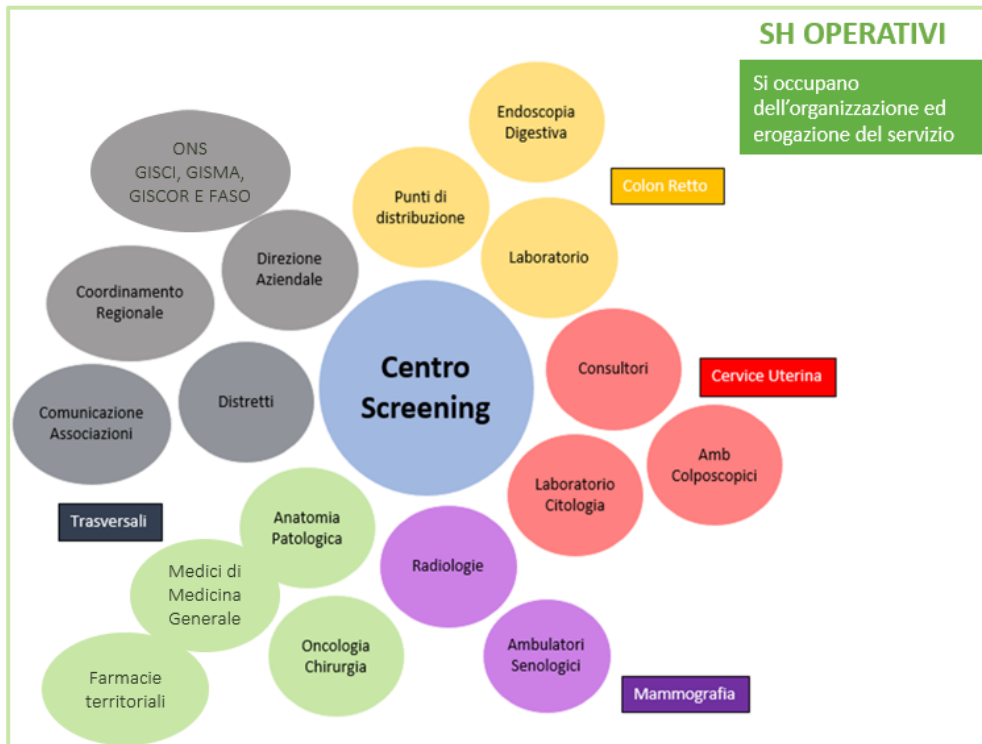 SH OPERATIVI
Si occupano
dell'organizzazione ed
erogazione del servizio
Endoscopia
Digestiva
Colon Retto
Punti di
distribuzione
Laboratorio
ONS
GISCI, GISMA,
GISCOR E FASO
Direzione
Aziendale
Coordinamento
Regionale
Centro
Screening
Consultori
Cervice Uterina
Comunicazione
Associazioni
Distretti
Amb
Colposcopici
Laboratorio
Citologia
Trasversali
Anatomia
Patologica
Radiologie
Medici di
Medicina
Generale
Oncologia
Chirurgia
Ambulatori
Senologici
Farmacie
territoriali
Mammografia